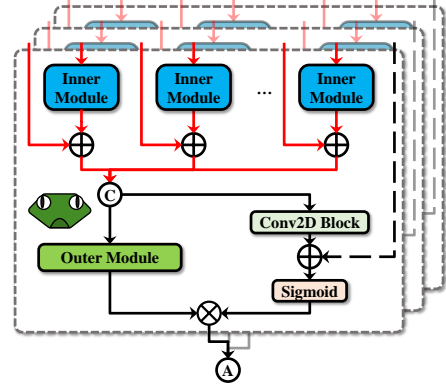 Inner
Module
Inner
Module
...
Inner
Module
C
Conv2D Block
Outer Module
Sigmoid
A